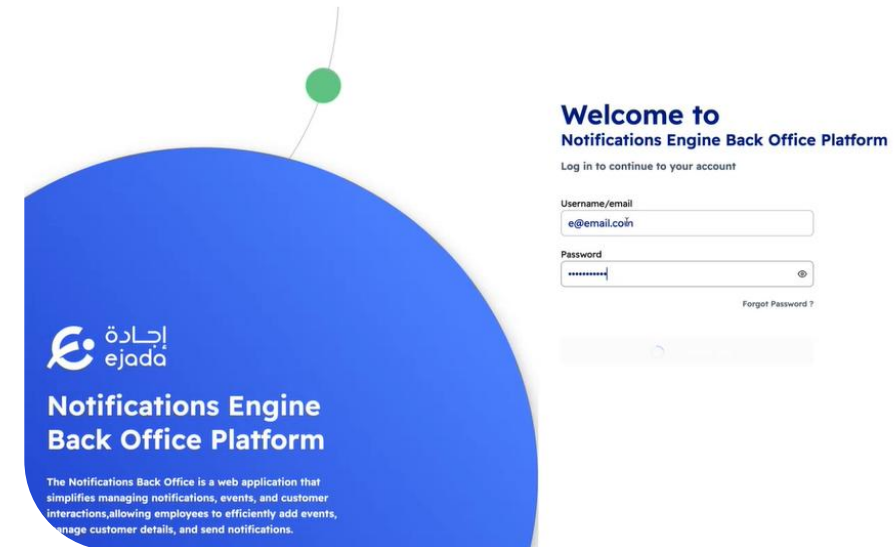 Welcome to
Notifications Engine Back Office Platform
Log in to continue to your account
Username/email
e@email.com
Password
•••••••••••
Forgot Password ?
إجادة
ejada
Notifications Engine
Back Office Platform
The Notifications Back Office is a web application that
simplifies managing notifications, events, and customer
interactions,allowing employees to efficiently add events,
manage customer details, and send notifications.